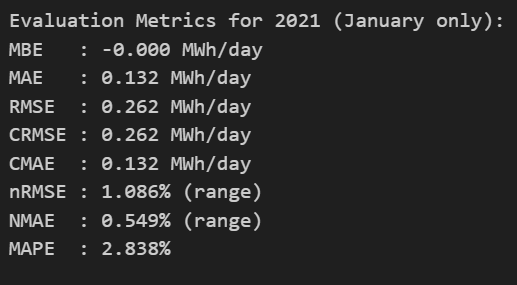 Evaluation Metrics for 2021 (January only):
MBE   : -0.000 MWh/day
MAE   : 0.132 MWh/day
RMSE  : 0.262 MWh/day
CRMSE : 0.262 MWh/day
CMAE  : 0.132 MWh/day
nRMSE : 1.086% (range)
NMAE  : 0.549% (range)
MAPE  : 2.838%